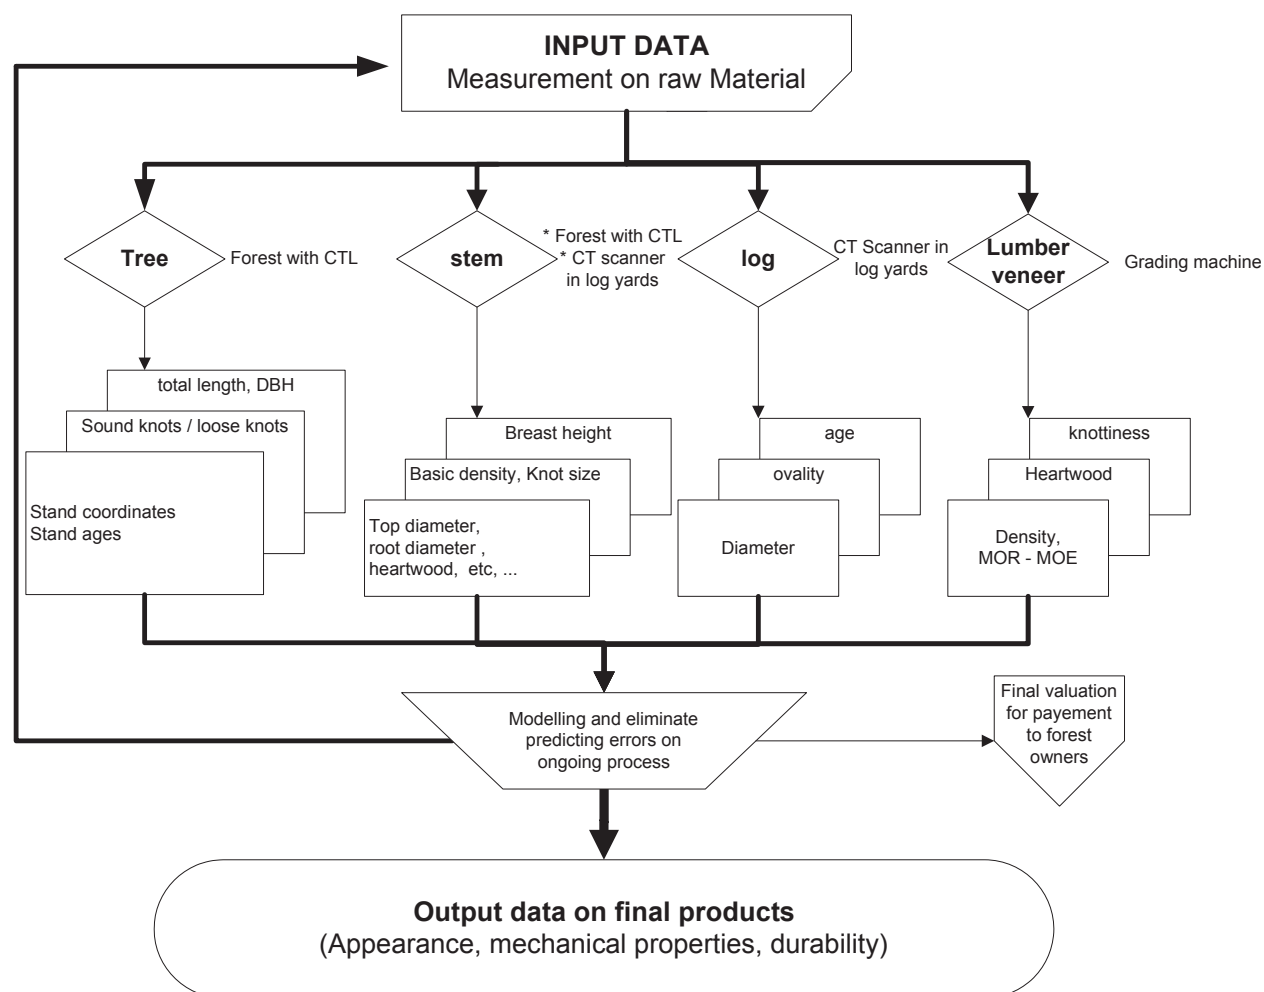 INPUT DATA
Measurement on raw Material
Tree
Forest with CTL
stem
* Forest with CTL
* CT scanner
in log yards
log
CT Scanner in
log yards
Lumber
veneer
Grading machine
total length, DBH
Sound knots / loose knots
Stand coordinates
Stand ages
Breast height
Basic density, Knot size
Top diameter,
root diameter ,
heartwood, etc, ...
age
ovality
Diameter
knottiness
Heartwood
Density,
MOR - MOE
Modelling and eliminate
predicting errors on
ongoing process
Final valuation
for payement
to forest
owners
Output data on final products
(Appearance, mechanical properties, durability)